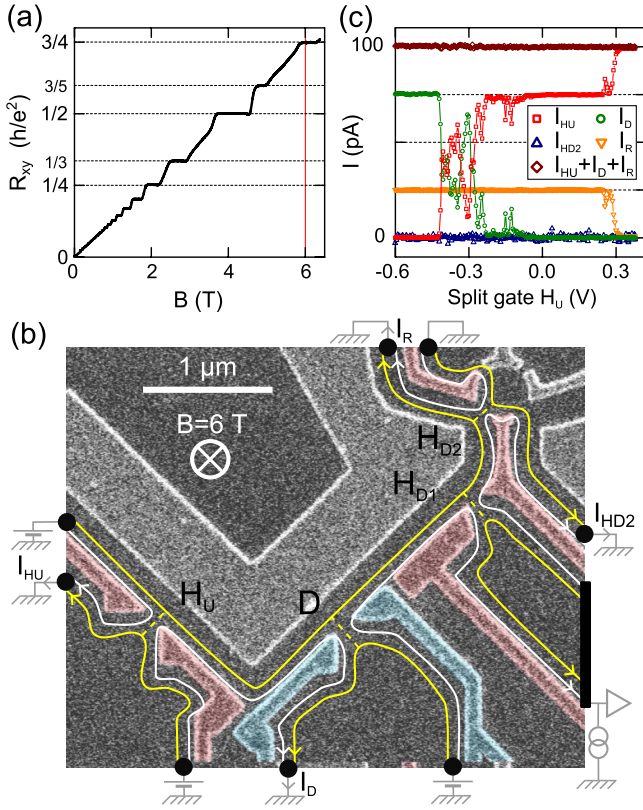 (a)
3/4
3/5
1/2
1/3
1/4
0
R_xy (h/e²)
0 2 4 6
B (T)
(c)
100
0
I (pA)
I_HU I_D
I_HD2 I_R
I_HU+I_D+I_R
-0.6 -0.3 0.0 0.3
Split gate H_U (V)
(b)
I_R
1 µm
B=6 T
H_D2
H_D1
I_HD2
I_HU
H_U
D
I_D